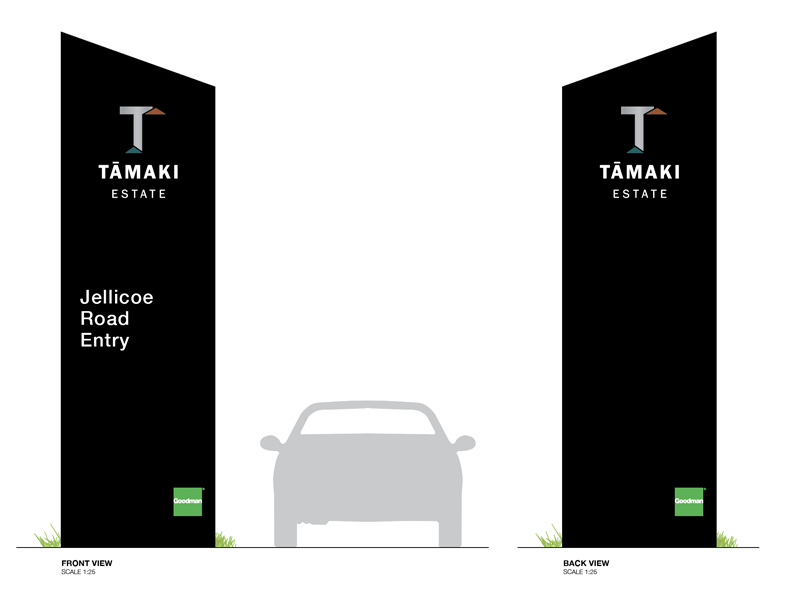 T
TĀMAKI
ESTATE
Jellicoe
Road
Entry
Goodman
FRONT VIEW
SCALE 1:25
T
TĀMAKI
ESTATE
Goodman
BACK VIEW
SCALE 1:25